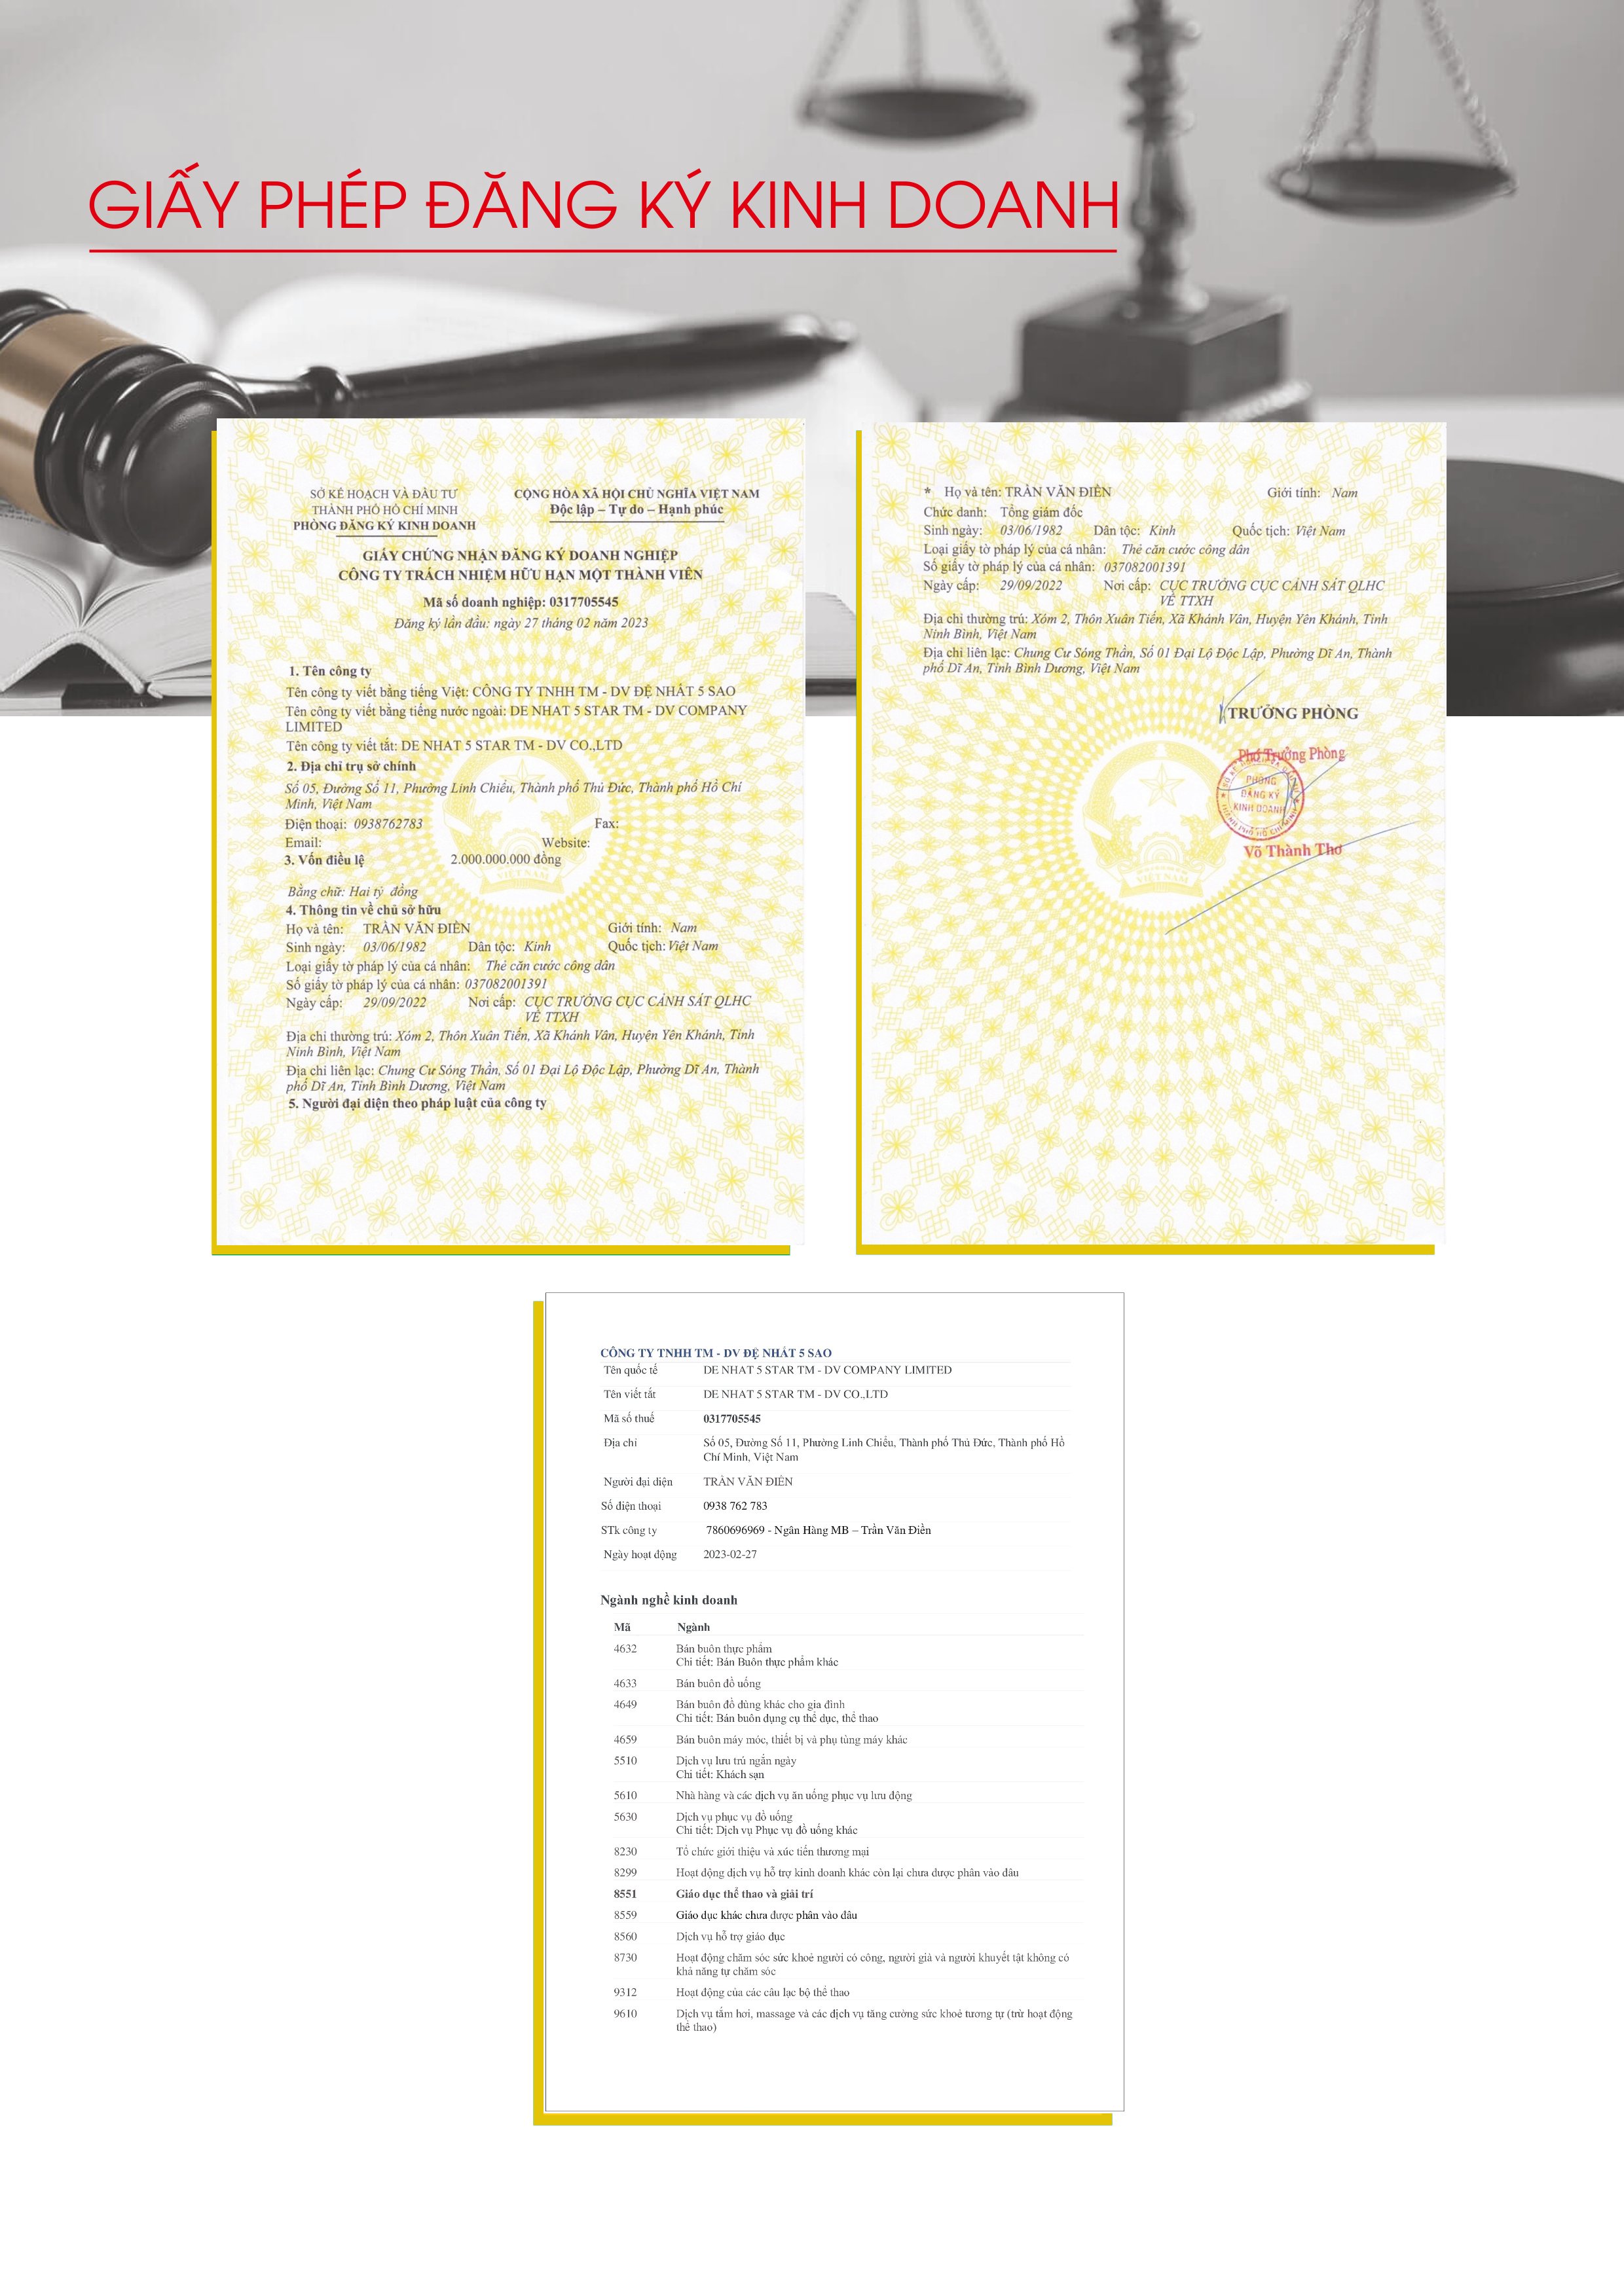 GIẤY PHÉP ĐĂNG KÝ KINH DOANH
SỞ KẾ HOẠCH VÀ ĐẦU TƯ
THÀNH PHỐ HỒ CHÍ MINH
PHÒNG ĐĂNG KÝ KINH DOANH
CỘNG HÒA XÃ HỘI CHỦ NGHĨA VIỆT NAM
Độc lập – Tự do – Hạnh phúc
GIẤY CHỨNG NHẬN ĐĂNG KÝ DOANH NGHIỆP
CÔNG TY TRÁCH NHIỆM HỮU HẠN MỘT THÀNH VIÊN
Mã số doanh nghiệp: 0317705545
Đăng ký lần đầu: ngày 27 tháng 02 năm 2023
1. Tên công ty
Tên công ty viết bằng tiếng Việt: CÔNG TY TNHH TM - DV ĐỆ NHẤT 5 SAO
Tên công ty viết bằng tiếng nước ngoài: DE NHAT 5 STAR TM - DV COMPANY
LIMITED
Tên công ty viết tắt: DE NHAT 5 STAR TM - DV CO.,LTD
2. Địa chỉ trụ sở chính
Số 05, Đường Số 11, Phường Linh Chiểu, Thành phố Thủ Đức, Thành phố Hồ Chí
Minh, Việt Nam
Điện thoại: 0938762783 Fax:
Email: Website:
3. Vốn điều lệ 2.000.000.000 đồng
Bằng chữ: Hai tỷ đồng
4. Thông tin về chủ sở hữu
Họ và tên: TRẦN VĂN ĐIỀN Giới tính: Nam
Sinh ngày: 03/06/1982 Dân tộc: Kinh Quốc tịch: Việt Nam
Loại giấy tờ pháp lý của cá nhân: Thẻ căn cước công dân
Số giấy tờ pháp lý của cá nhân: 037082001391
Ngày cấp: 29/09/2022 Nơi cấp: CỤC TRƯỞNG CỤC CẢNH SÁT QLHC
VỀ TTXH
Địa chỉ thường trú: Xóm 2, Thôn Xuân Tiến, Xã Khánh Vân, Huyện Yên Khánh, Tỉnh
Ninh Bình, Việt Nam
Địa chỉ liên lạc: Chung Cư Sóng Thần, Số 01 Đại Lộ Độc Lập, Phường Dĩ An, Thành
phố Dĩ An, Tỉnh Bình Dương, Việt Nam
5. Người đại diện theo pháp luật của công ty
* Họ và tên: TRẦN VĂN ĐIỀN Giới tính: Nam
Chức danh: Tổng giám đốc
Sinh ngày: 03/06/1982 Dân tộc: Kinh Quốc tịch: Việt Nam
Loại giấy tờ pháp lý của cá nhân: Thẻ căn cước công dân
Số giấy tờ pháp lý của cá nhân: 037082001391
Ngày cấp: 29/09/2022 Nơi cấp: CỤC TRƯỞNG CỤC CẢNH SÁT QLHC
VỀ TTXH
Địa chỉ thường trú: Xóm 2, Thôn Xuân Tiến, Xã Khánh Vân, Huyện Yên Khánh, Tỉnh
Ninh Bình, Việt Nam
Địa chỉ liên lạc: Chung Cư Sóng Thần, Số 01 Đại Lộ Độc Lập, Phường Dĩ An, Thành
phố Dĩ An, Tỉnh Bình Dương, Việt Nam
TRƯỞNG PHÒNG
Phó Trưởng Phòng
PHÒNG
ĐĂNG KÝ
KINH DOANH
THÀNH PHỐ HỒ CHÍ MINH
Võ Thành Thơ
VIỆT NAM
VIỆT NAM
CÔNG TY TNHH TM - DV ĐỆ NHẤT 5 SAO
Tên quốc tế DE NHAT 5 STAR TM - DV COMPANY LIMITED
Tên viết tắt DE NHAT 5 STAR TM - DV CO.,LTD
Mã số thuế 0317705545
Địa chỉ Số 05, Đường Số 11, Phường Linh Chiểu, Thành phố Thủ Đức, Thành phố Hồ
Chí Minh, Việt Nam
Người đại diện TRẦN VĂN ĐIỀN
Số điện thoại 0938 762 783
STk công ty 7860696969 - Ngân Hàng MB – Trần Văn Điền
Ngày hoạt động 2023-02-27
Ngành nghề kinh doanh
Mã Ngành
4632 Bán buôn thực phẩm
Chi tiết: Bán Buôn thực phẩm khác
4633 Bán buôn đồ uống
4649 Bán buôn đồ dùng khác cho gia đình
Chi tiết: Bán buôn dụng cụ thể dục, thể thao
4659 Bán buôn máy móc, thiết bị và phụ tùng máy khác
5510 Dịch vụ lưu trú ngắn ngày
Chi tiết: Khách sạn
5610 Nhà hàng và các dịch vụ ăn uống phục vụ lưu động
5630 Dịch vụ phục vụ đồ uống
Chi tiết: Dịch vụ Phục vụ đồ uống khác
8230 Tổ chức giới thiệu và xúc tiến thương mại
8299 Hoạt động dịch vụ hỗ trợ kinh doanh khác còn lại chưa được phân vào đâu
8551 Giáo dục thể thao và giải trí
8559 Giáo dục khác chưa được phân vào đâu
8560 Dịch vụ hỗ trợ giáo dục
8730 Hoạt động chăm sóc sức khoẻ người có công, người già và người khuyết tật không có
khả năng tự chăm sóc
9312 Hoạt động của các câu lạc bộ thể thao
9610 Dịch vụ tắm hơi, massage và các dịch vụ tăng cường sức khoẻ tương tự (trừ hoạt động
thể thao)